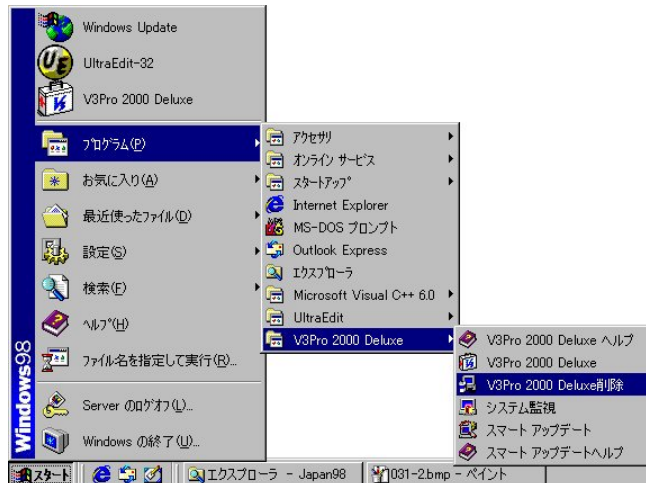 Windows Update
UltraEdit-32
V3Pro 2000 Deluxe
プログラム(P)
お気に入り(A)
最近使ったファイル(D)
設定(S)
検索(F)
ヘルプ(H)
ファイル名を指定して実行(R)...
Server のログオフ(L)...
Windows の終了(U)...
Windows98
アクセサリ
オンライン サービス
スタートアップ
Internet Explorer
MS-DOS プロンプト
Outlook Express
エクスプローラ
Microsoft Visual C++ 6.0
UltraEdit
V3Pro 2000 Deluxe
V3Pro 2000 Deluxe ヘルプ
V3Pro 2000 Deluxe
V3Pro 2000 Deluxe削除
システム監視
スマート アップデート
スマート アップデートヘルプ
スタート
エクスプローラ - Japan98
031-2.bmp - ペイント